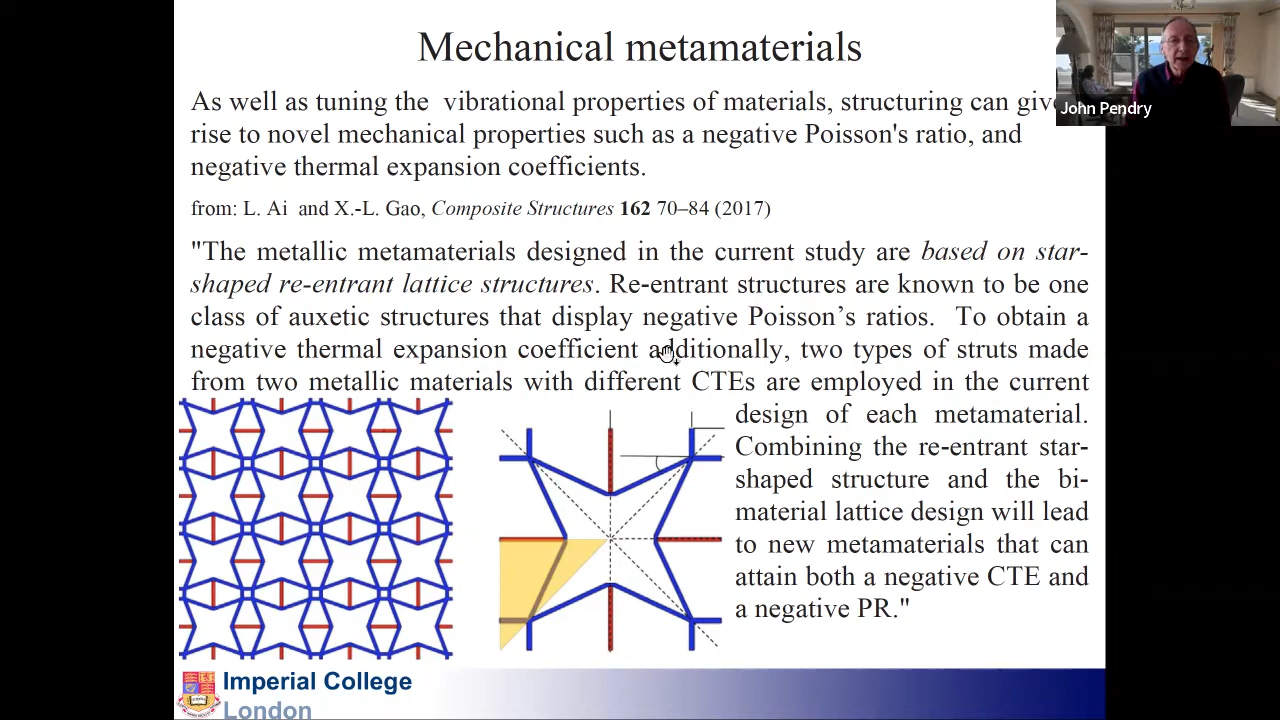 Mechanical metamaterials
As well as tuning the vibrational properties of materials, structuring can give
rise to novel mechanical properties such as a negative Poisson's ratio, and
negative thermal expansion coefficients.
from: L. Ai and X.-L. Gao, Composite Structures 162 70–84 (2017)
"The metallic metamaterials designed in the current study are based on star-
shaped re-entrant lattice structures. Re-entrant structures are known to be one
class of auxetic structures that display negative Poisson’s ratios. To obtain a
negative thermal expansion coefficient additionally, two types of struts made
from two metallic materials with different CTEs are employed in the current
design of each metamaterial.
Combining the re-entrant star-
shaped structure and the bi-
material lattice design will lead
to new metamaterials that can
attain both a negative CTE and
a negative PR."
Imperial College
London
John Pendry